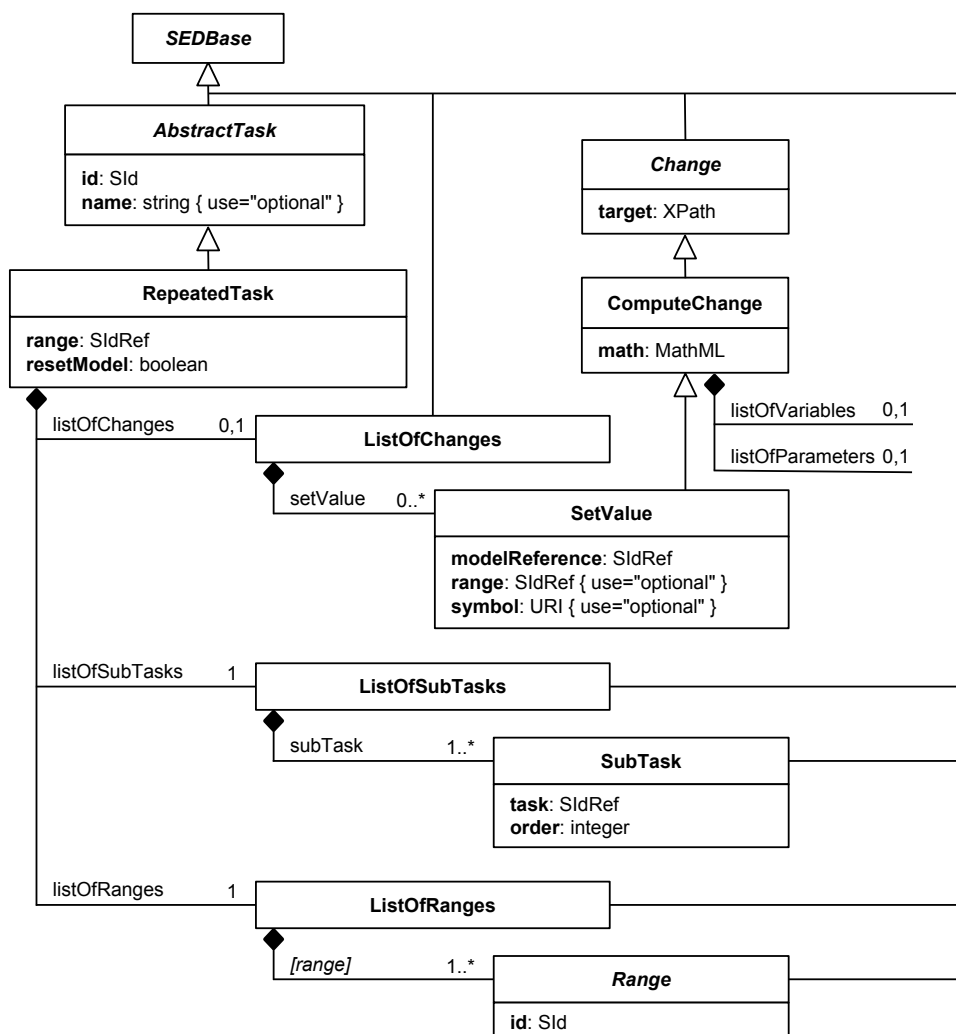 SEDBase
AbstractTask
id: SId
name: string { use="optional" }
Change
target: XPath
RepeatedTask
range: SIdRef
resetModel: boolean
ComputeChange
math: MathML
listOfVariables 0,1
listOfParameters 0,1
listOfChanges 0,1
ListOfChanges
setValue 0..*
SetValue
modelReference: SIdRef
range: SIdRef { use="optional" }
symbol: URI { use="optional" }
listOfSubTasks 1
ListOfSubTasks
subTask 1..*
SubTask
task: SIdRef
order: integer
listOfRanges 1
ListOfRanges
[range] 1..*
Range
id: SId